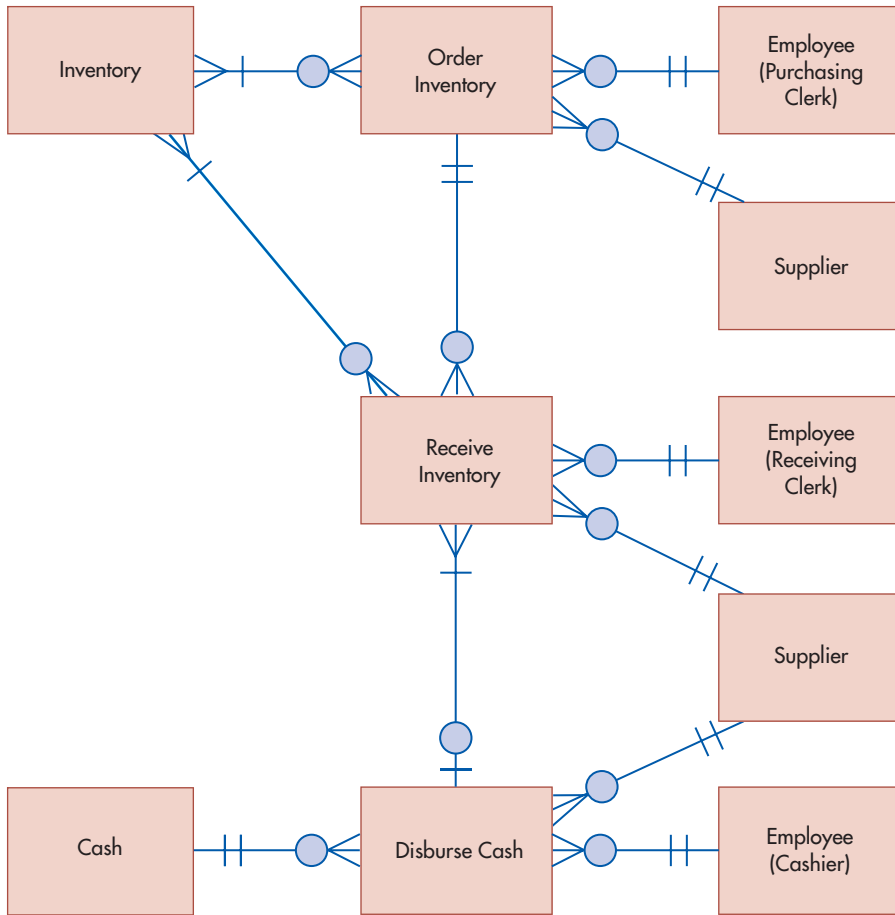 Inventory
Order
Inventory
Employee
(Purchasing
Clerk)
Supplier
Receive
Inventory
Employee
(Receiving
Clerk)
Supplier
Cash
Disburse Cash
Employee
(Cashier)